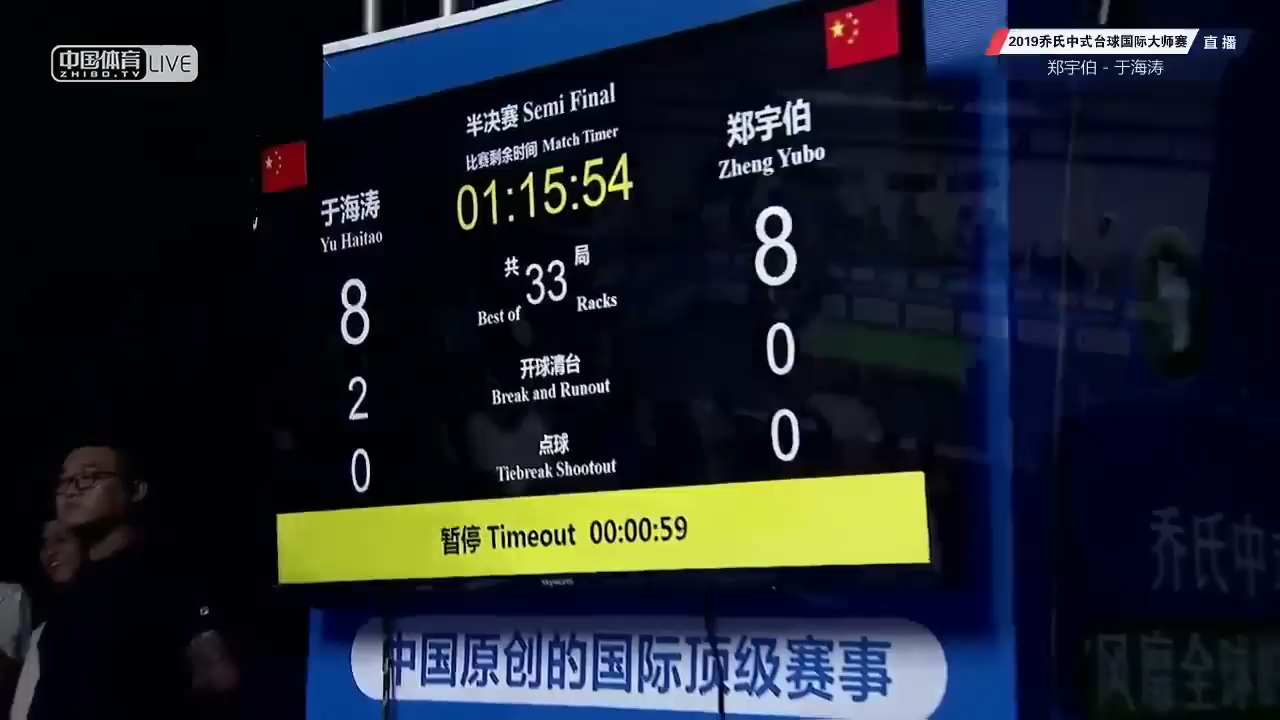 中国体育 LIVE
ZHIBO.TV
2019乔氏中式台球国际大师赛 直播
郑宇伯 - 于海涛
半决赛 Semi Final
比赛剩余时间 Match Timer
01:15:54
于海涛
Yu Haitao
郑宇伯
Zheng Yubo
8
8
共 33 局
Best of Racks
2
开球清台
0
Break and Runout
0
点球
0
Tiebreak Shootout
暂停 Timeout 00:00:59
Skyworth
中国原创的国际顶级赛事
乔氏中式